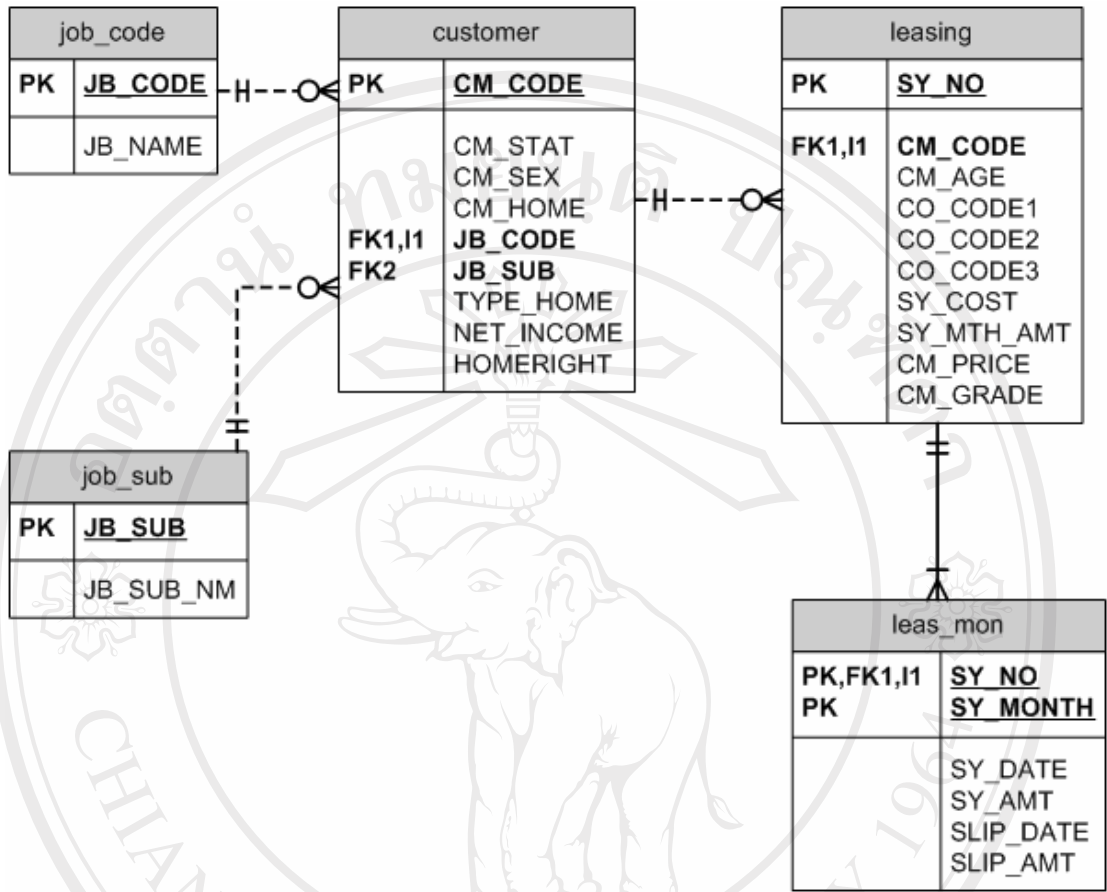 job_code
PK JB_CODE
JB_NAME
customer
PK CM_CODE
CM_STAT
CM_SEX
CM_HOME
FK1,I1 JB_CODE
FK2 JB_SUB
TYPE_HOME
NET_INCOME
HOMERIGHT
leasing
PK SY_NO
FK1,I1 CM_CODE
CM_AGE
CO_CODE1
CO_CODE2
CO_CODE3
SY_COST
SY_MTH_AMT
CM_PRICE
CM_GRADE
job_sub
PK JB_SUB
JB_SUB_NM
leas_mon
PK,FK1,I1 SY_NO
PK SY_MONTH
SY_DATE
SY_AMT
SLIP_DATE
SLIP_AMT
1964